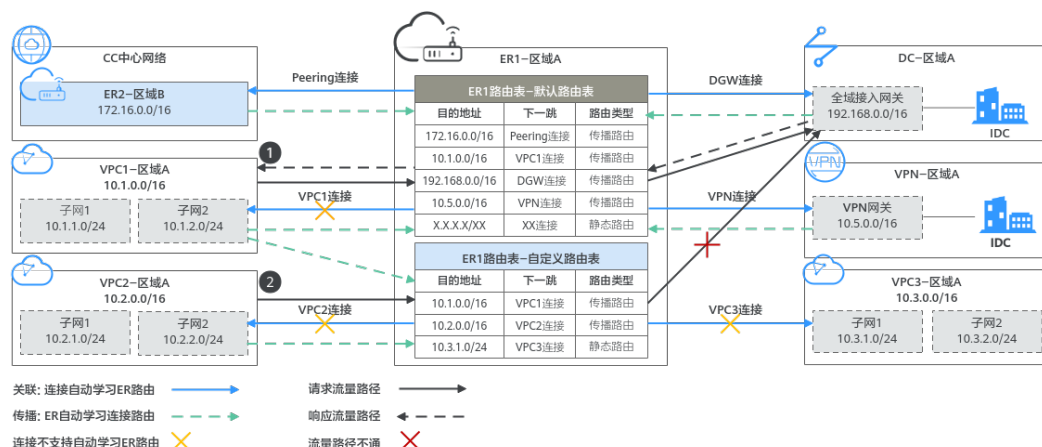 CC中心网络
ER2-区域B
172.16.0.0/16
Peering连接
ER1-区域A
DGW连接
DC-区域A
全域接入网关
192.168.0.0/16
IDC
ER1路由表-默认路由表
目的地址 下一跳 路由类型
172.16.0.0/16 Peering连接 传播路由
10.1.0.0/16 VPC1连接 传播路由
192.168.0.0/16 DGW连接 传播路由
10.5.0.0/16 VPN连接 传播路由
X.X.X.X/XX XX连接 静态路由
1
VPC1-区域A
10.1.0.0/16
子网1
10.1.1.0/24
子网2
10.1.2.0/24
VPC1连接
VPN连接
VPN
VPN-区域A
VPN网关
10.5.0.0/16
IDC
ER1路由表-自定义路由表
目的地址 下一跳 路由类型
10.1.0.0/16 VPC1连接 传播路由
10.2.0.0/16 VPC2连接 传播路由
10.3.1.0/24 VPC3连接 静态路由
2
VPC2-区域A
10.2.0.0/16
子网1
10.2.1.0/24
子网2
10.2.2.0/24
VPC2连接
VPC3连接
VPC3-区域A
10.3.0.0/16
子网1
10.3.1.0/24
子网2
10.3.2.0/24
关联: 连接自动学习ER路由
请求流量路径
传播: ER自动学习连接路由
响应流量路径
连接不支持自动学习ER路由
流量路径不通